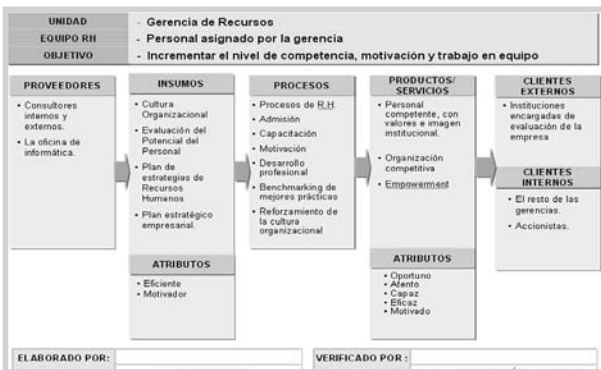 UNIDAD - Gerencia de Recursos
EQUIPO RH - Personal asignado por la gerencia
OBJETIVO - Incrementar el nivel de competencia, motivación y trabajo en equipo
PROVEEDORES
• Consultores
internos y
externos.
• La oficina de
informática.
INSUMOS
• Cultura
Organizacional
• Evaluación del
Potencial del
Personal
• Plan de
estrategias de
Recursos
Humanos
• Plan estratégico
empresarial.
ATRIBUTOS
• Eficiente
• Motivador
PROCESOS
• Procesos de R.H.
• Admisión
• Capacitación
• Motivación
• Desarrollo
profesional
• Benchmarking de
mejores prácticas
• Reforzamiento de
la cultura
organizacional
PRODUCTOS/
SERVICIOS
• Personal
competente, con
valores e imagen
institucional.
• Organización
competitiva
• Empowerment
ATRIBUTOS
• Oportuno
• Atento
• Capaz
• Eficaz
• Motivado
CLIENTES
EXTERNOS
• Instituciones
encargadas de
evaluación de la
empresa
CLIENTES
INTERNOS
• El resto de las
gerencias.
• Accionistas.
ELABORADO POR:
VERIFICADO POR :